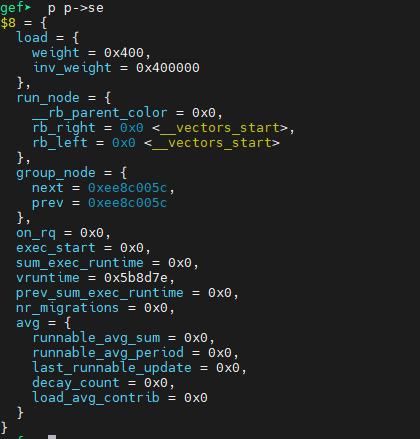 gef➤  p p->se
$8 = {
  load = {
    weight = 0x400,
    inv_weight = 0x400000
  },
  run_node = {
    __rb_parent_color = 0x0,
    rb_right = 0x0 <__vectors_start>,
    rb_left = 0x0 <__vectors_start>
  },
  group_node = {
    next = 0xee8c005c,
    prev = 0xee8c005c
  },
  on_rq = 0x0,
  exec_start = 0x0,
  sum_exec_runtime = 0x0,
  vruntime = 0x5b8d7e,
  prev_sum_exec_runtime = 0x0,
  nr_migrations = 0x0,
  avg = {
    runnable_avg_sum = 0x0,
    runnable_avg_period = 0x0,
    last_runnable_update = 0x0,
    decay_count = 0x0,
    load_avg_contrib = 0x0
  }
}